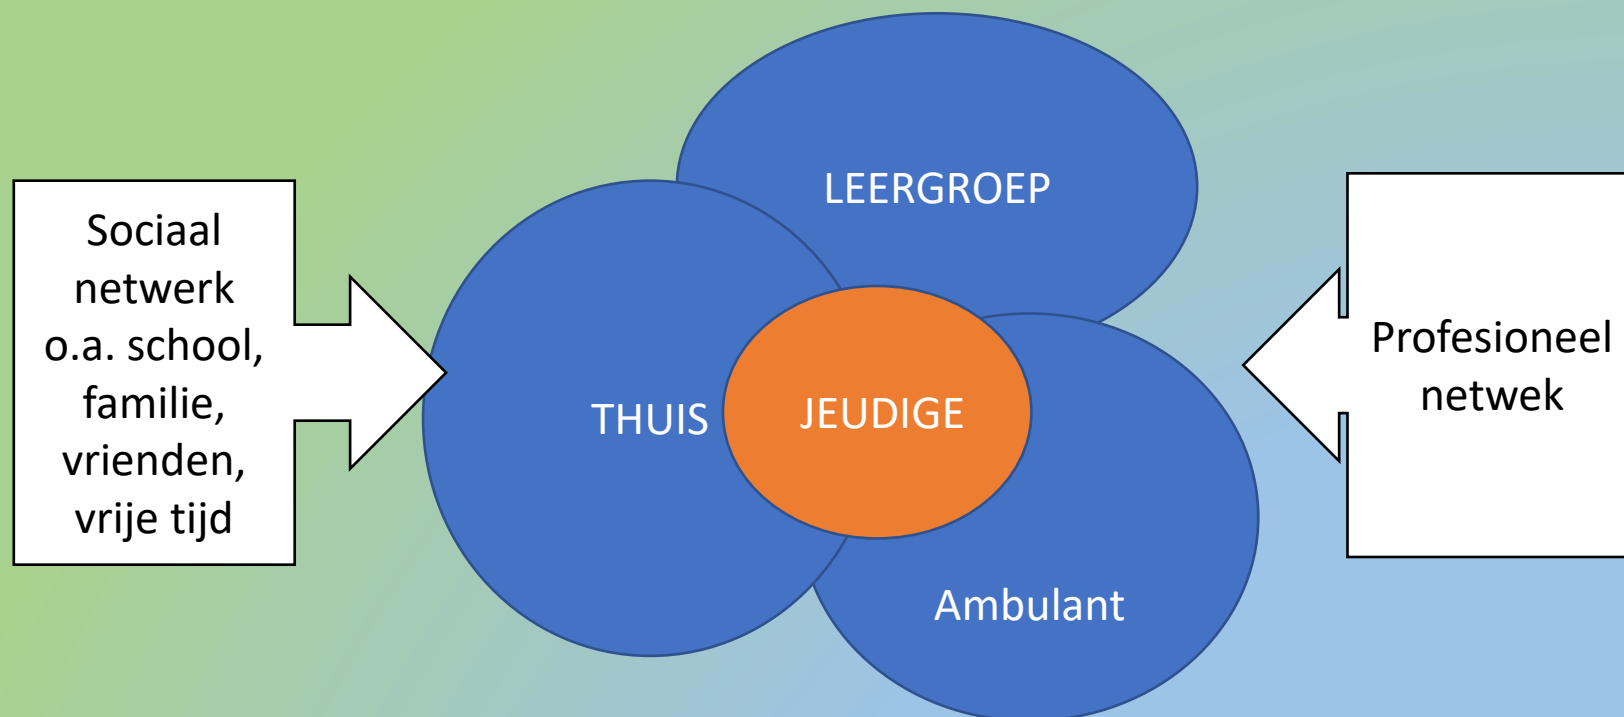 Sociaal
netwerk
o.a. school,
familie,
vrienden,
vrije tijd
LEERGROEP
THUIS
JEUDIGE
Ambulant
Profesioneel
netwek